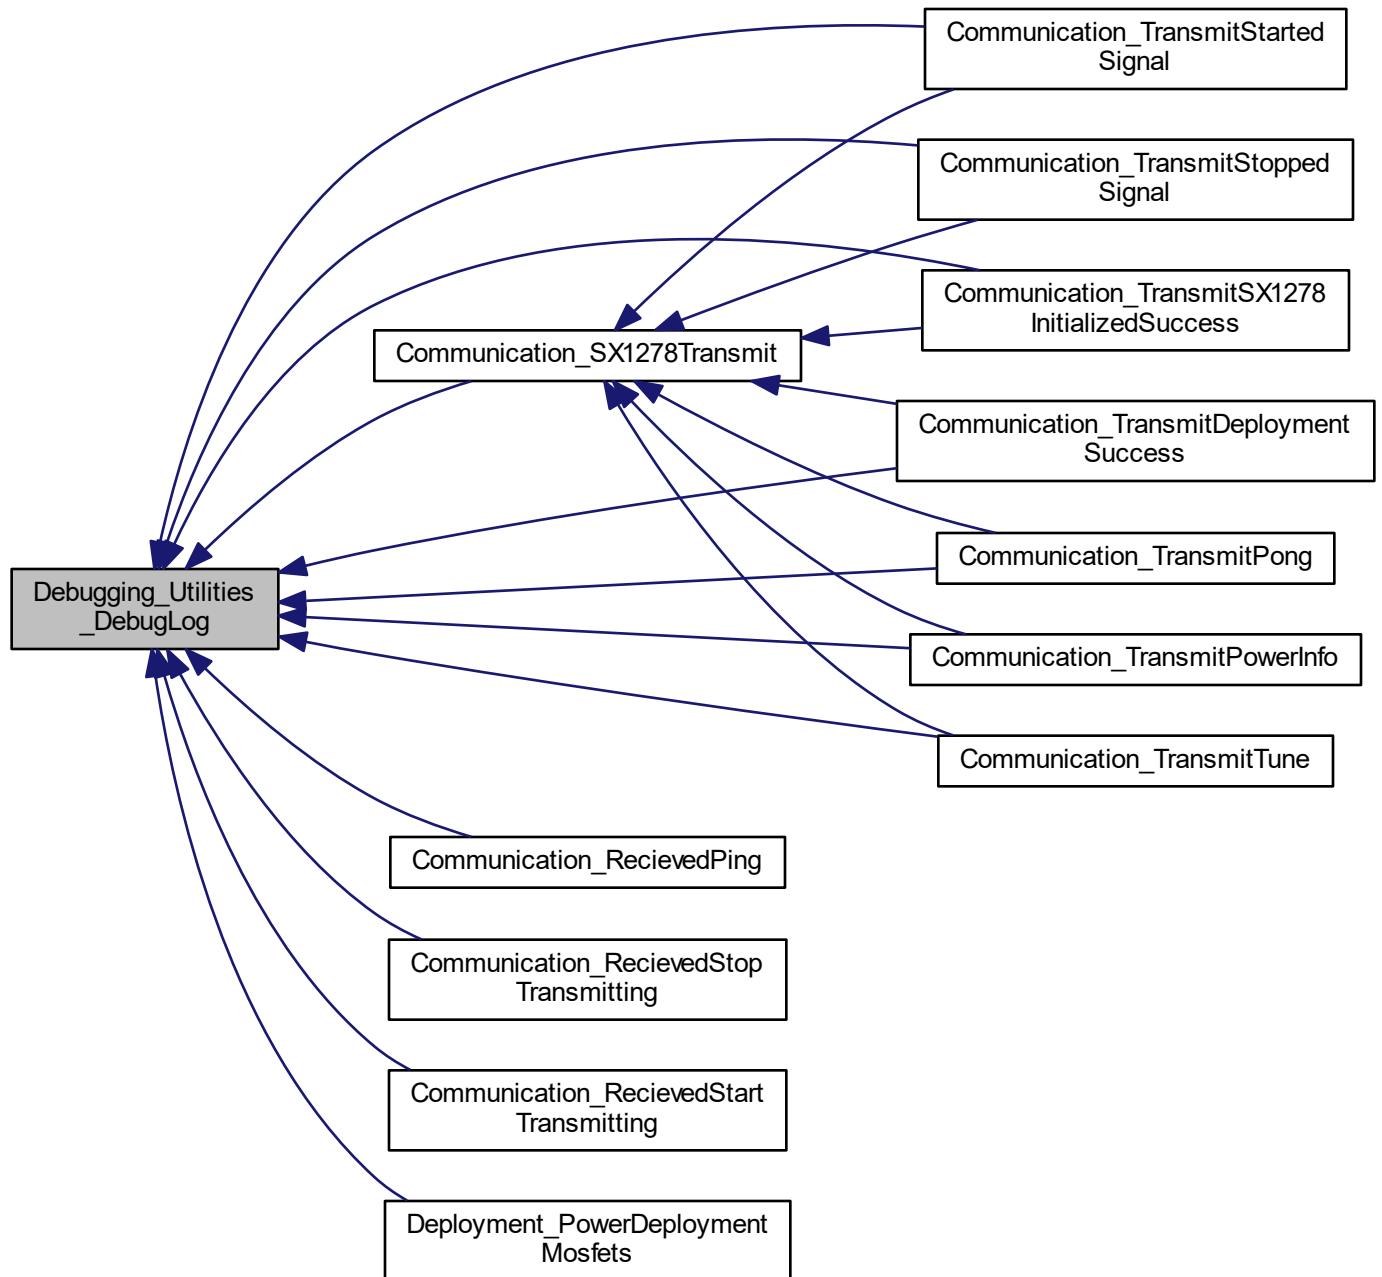 Communication_TransmitStarted
Signal
Communication_TransmitStopped
Signal
Communication_TransmitSX1278
InitializedSuccess
Communication_SX1278Transmit
Communication_TransmitDeployment
Success
Communication_TransmitPong
Debugging_Utilities
_DebugLog
Communication_TransmitPowerInfo
Communication_TransmitTune
Communication_RecievedPing
Communication_RecievedStop
Transmitting
Communication_RecievedStart
Transmitting
Deployment_PowerDeployment
Mosfets